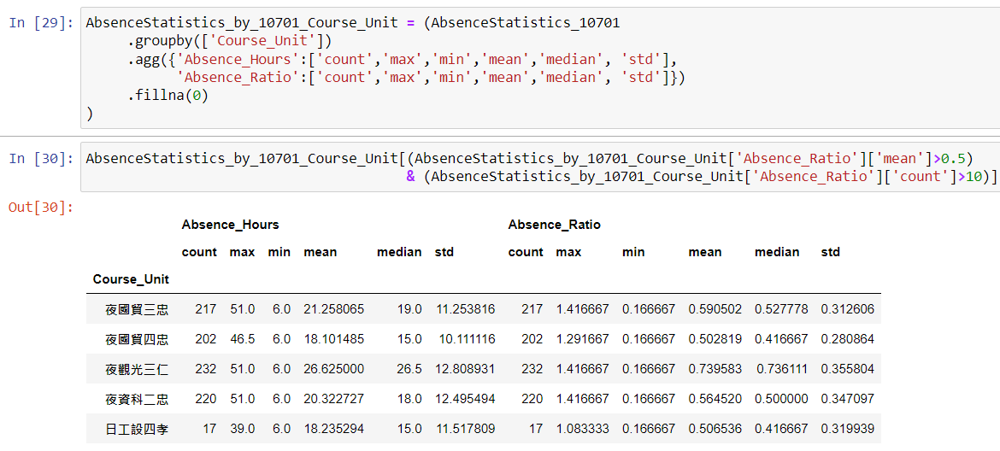 In [29]: AbsenceStatistics_by_10701_Course_Unit = (AbsenceStatistics_10701
.groupby(['Course_Unit'])
.agg({'Absence_Hours':['count','max','min','mean','median', 'std'],
'Absence_Ratio':['count','max','min','mean','median', 'std']})
.fillna(0)
)
In [30]: AbsenceStatistics_by_10701_Course_Unit[(AbsenceStatistics_by_10701_Course_Unit['Absence_Ratio']['mean']>0.5)
& (AbsenceStatistics_by_10701_Course_Unit['Absence_Ratio']['count']>10)]
Out[30]:
Absence_Hours Absence_Ratio
count max min mean median std count max min mean median std
Course_Unit
夜國貿三忠 217 51.0 6.0 21.258065 19.0 11.253816 217 1.416667 0.166667 0.590502 0.527778 0.312606
夜國貿四忠 202 46.5 6.0 18.101485 15.0 10.111116 202 1.291667 0.166667 0.502819 0.416667 0.280864
夜觀光三仁 232 51.0 6.0 26.625000 26.5 12.808931 232 1.416667 0.166667 0.739583 0.736111 0.355804
夜資科二忠 220 51.0 6.0 20.322727 18.0 12.495494 220 1.416667 0.166667 0.564520 0.500000 0.347097
日工設四孝 17 39.0 6.0 18.235294 15.0 11.517809 17 1.083333 0.166667 0.506536 0.416667 0.319939